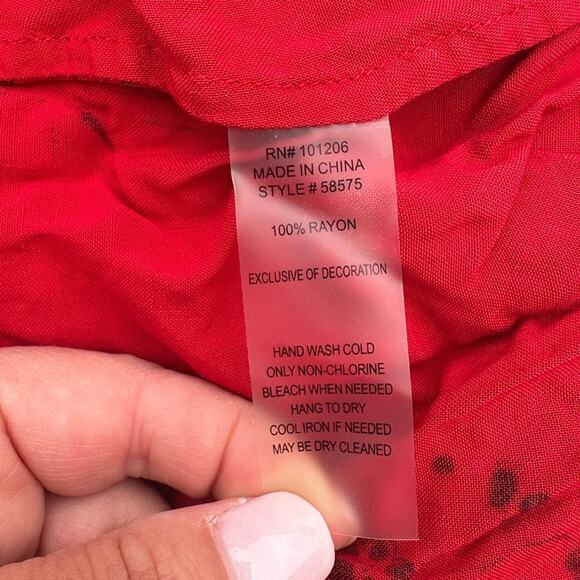 RN# 101206
MADE IN CHINA
STYLE # 58575
100% RAYON
EXCLUSIVE OF DECORATION
HAND WASH COLD
ONLY NON-CHLORINE
BLEACH WHEN NEEDED
HANG TO DRY
COOL IRON IF NEEDED
MAY BE DRY CLEANED